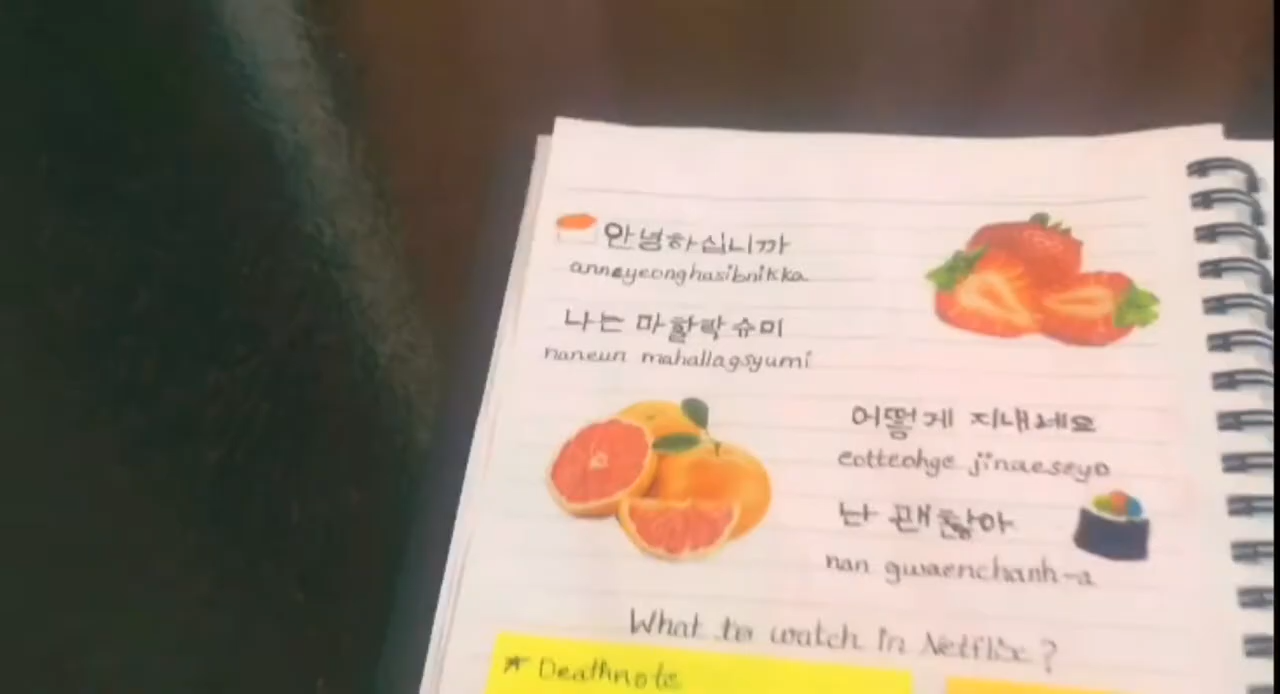 안녕하십니까
anneyeonghasibnikka
나는 마할락슈미
naneun mahallagsyumi
어떻게 지내세요
eotteohge jinaeseyo
난 괜찮아
nan gwaenchanh-a
What to watch in Netflix?
* Deathnote